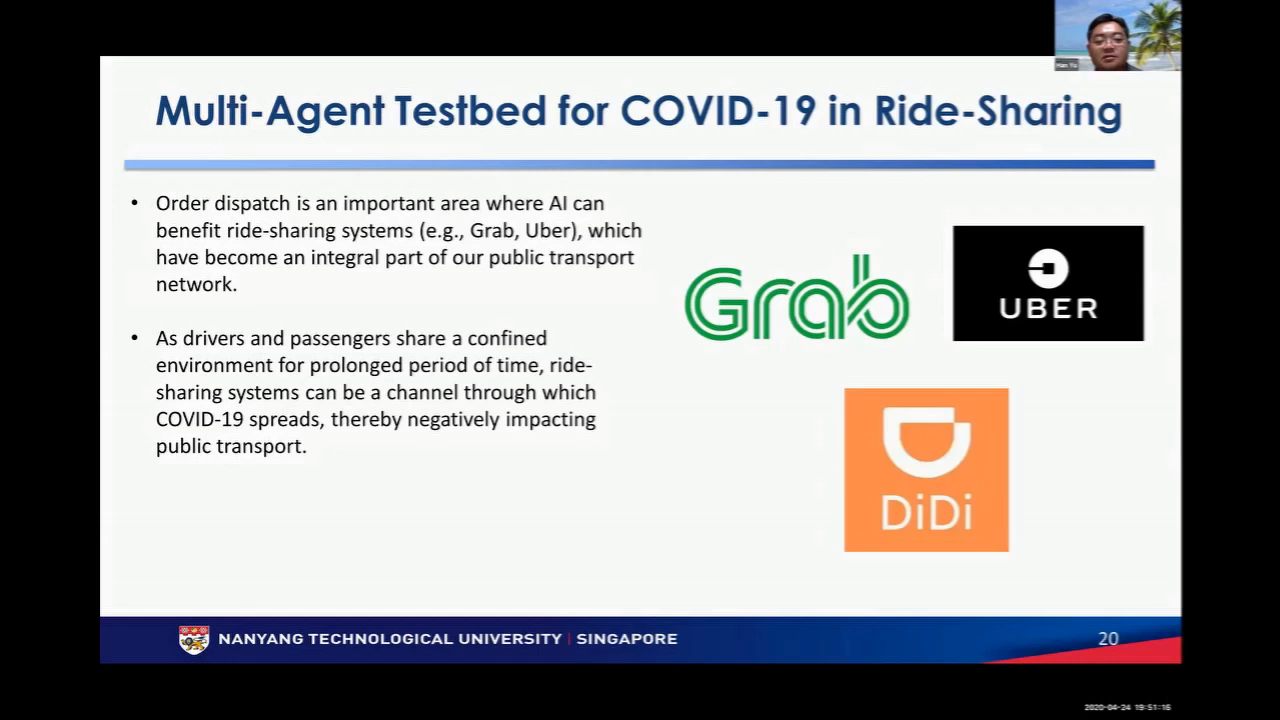 Han Yu
Multi-Agent Testbed for COVID-19 in Ride-Sharing
• Order dispatch is an important area where AI can
benefit ride-sharing systems (e.g., Grab, Uber), which
have become an integral part of our public transport
network.
• As drivers and passengers share a confined
environment for prolonged period of time, ride-
sharing systems can be a channel through which
COVID-19 spreads, thereby negatively impacting
public transport.
Grab
UBER
DiDi
NANYANG TECHNOLOGICAL UNIVERSITY | SINGAPORE
20
2020-04-24 19:51:16